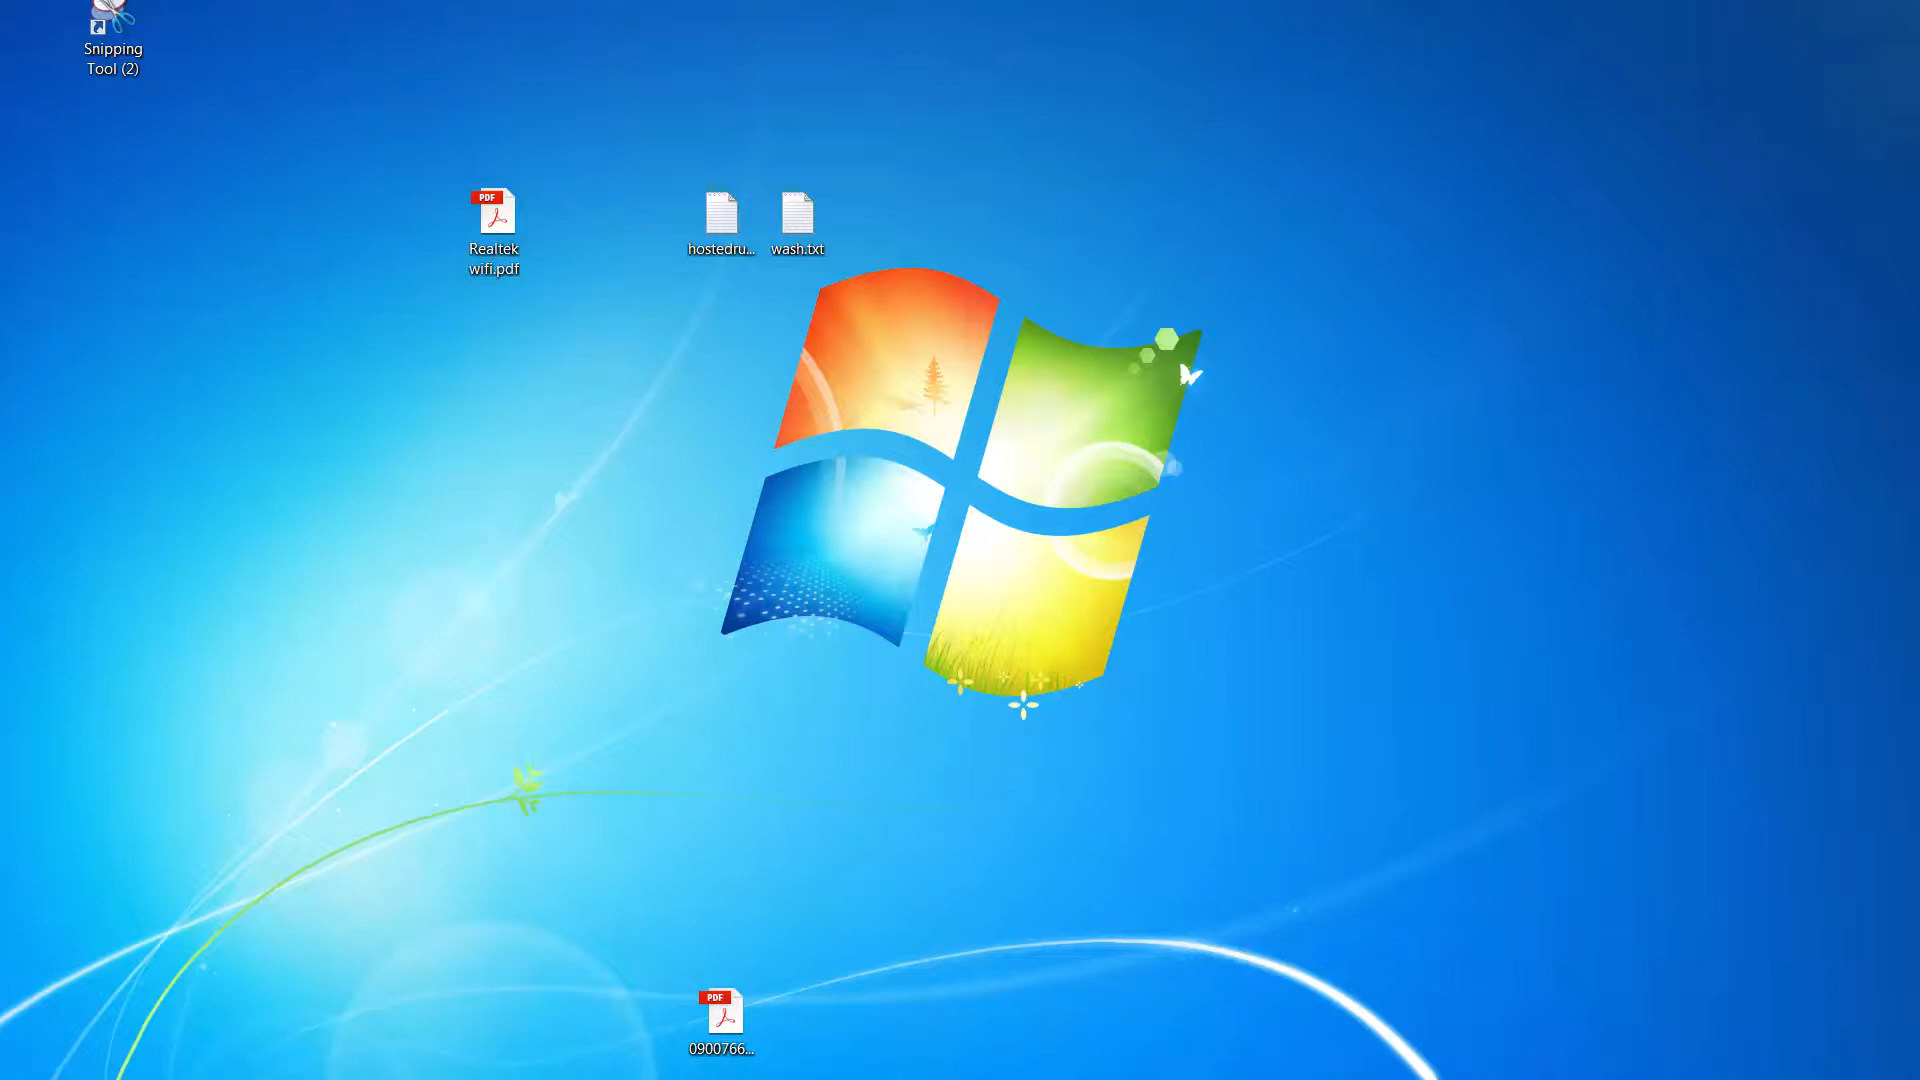 Snipping
Tool (2)
PDF
Realtek
wifi.pdf
hostedru...
wash.txt
PDF
0900766...